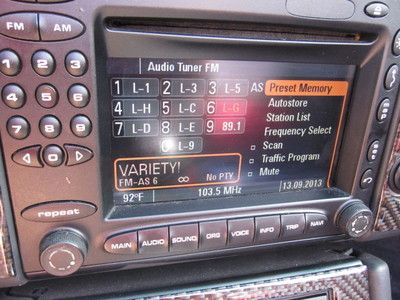 FM AM
Audio Tuner FM
1 L-1 2 L-3 3 L-5 AS Preset Memory
4 L-H 5 L-C 6 L-G Autostore
7 L-D 8 L-E 9 89.1 Station List
0 L-9 Frequency Select
Scan
VARIETY! Traffic Program
FM-AS 6 No PTY Mute
92°F 103.5 MHz 13.09.2013
1 2 3
4 5 6
7 8 9
0
repeat
MAIN AUDIO SOUND ORG VOICE INFO TRIP NAVI